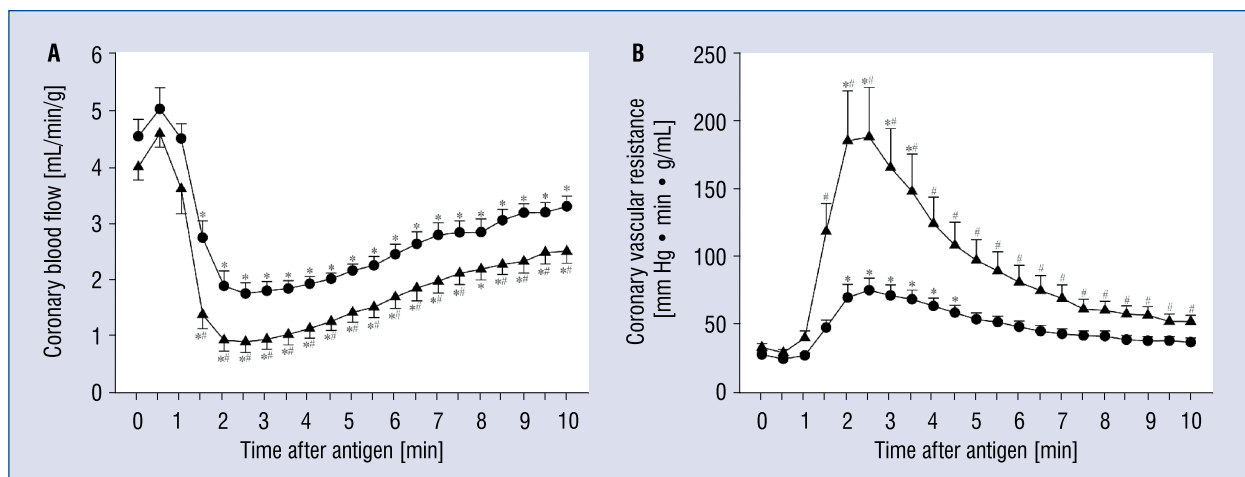 A
Coronary blood flow [mL/min/g]
6
5
4
3
2
1
0
* * * * * * * * * * * * * * * * * *
*# *# *# *# *# *# *# *# *# *# *# *# *# * *# *# *# *#
0 1 2 3 4 5 6 7 8 9 10
Time after antigen [min]
B
Coronary vascular resistance
[mm Hg • min • g/mL]
250
200
150
100
50
0
# *# *# *# *# # # # # # # # # # # # # #
* * * * * *
0 1 2 3 4 5 6 7 8 9 10
Time after antigen [min]